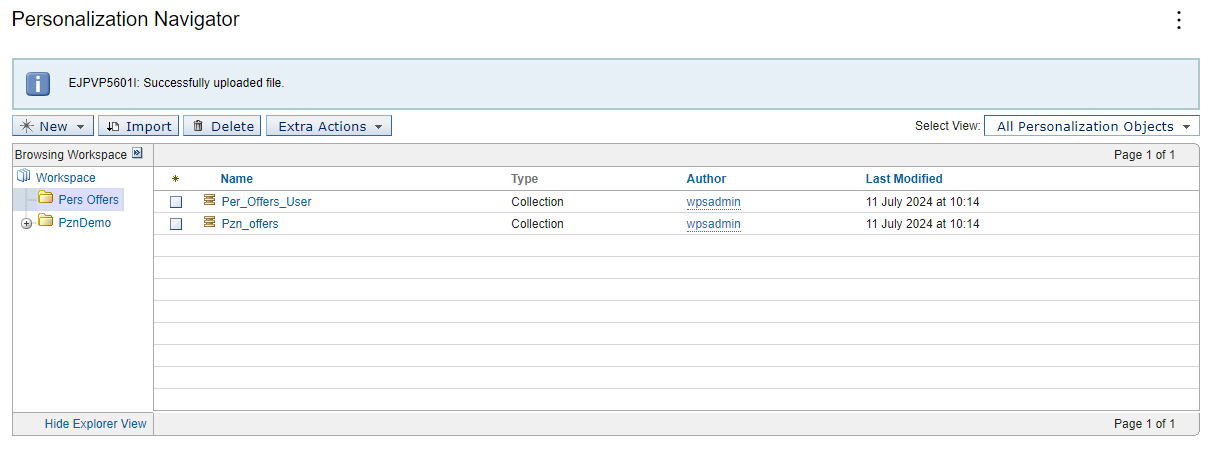 Personalization Navigator
EJPVP5601I: Successfully uploaded file.
New Import Delete Extra Actions Select View: All Personalization Objects
Browsing Workspace Page 1 of 1
Workspace
Pers Offers
PznDemo
Name Type Author Last Modified
Per_Offers_User Collection wpsadmin 11 July 2024 at 10:14
Pzn_offers Collection wpsadmin 11 July 2024 at 10:14
Hide Explorer View Page 1 of 1